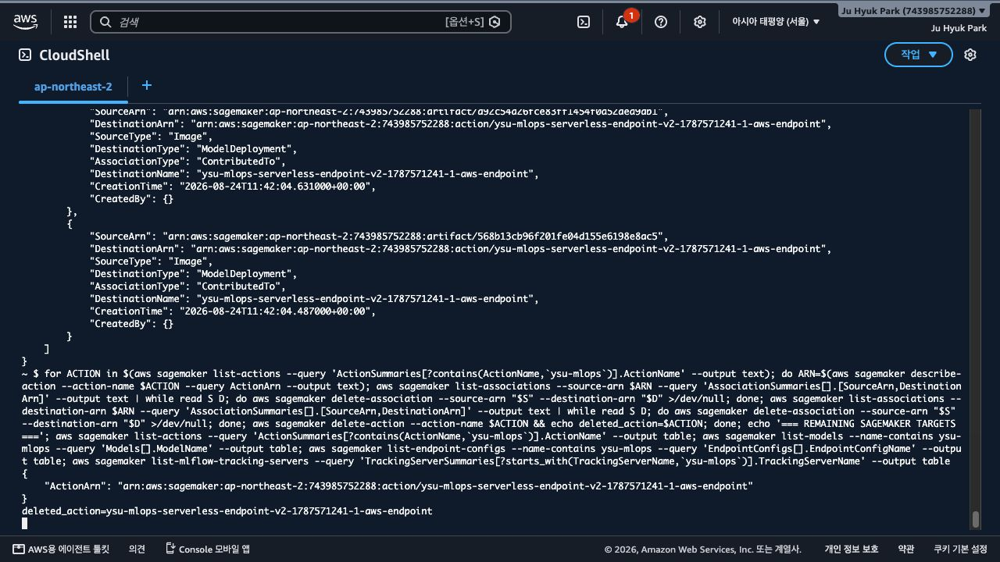 aws
검색
[옵션+S]
1
아시아 태평양 (서울)
Ju Hyuk Park (743985752288)
Ju Hyuk Park
CloudShell
작업
ap-northeast-2
+
"SourceArn": "arn:aws:sagemaker:ap-northeast-2:743985752288:artifact/a92c54d26fce83ff1454f0a52dea9ab1",
"DestinationArn": "arn:aws:sagemaker:ap-northeast-2:743985752288:action/ysu-mlops-serverless-endpoint-v2-1787571241-1-aws-endpoint",
"SourceType": "Image",
"DestinationType": "ModelDeployment",
"AssociationType": "ContributedTo",
"DestinationName": "ysu-mlops-serverless-endpoint-v2-1787571241-1-aws-endpoint",
"CreationTime": "2026-08-24T11:42:04.631000+00:00",
"CreatedBy": {}
},
{
"SourceArn": "arn:aws:sagemaker:ap-northeast-2:743985752288:artifact/568b13cb96f201fe04d155e6198e8ac5",
"DestinationArn": "arn:aws:sagemaker:ap-northeast-2:743985752288:action/ysu-mlops-serverless-endpoint-v2-1787571241-1-aws-endpoint",
"SourceType": "Image",
"DestinationType": "ModelDeployment",
"AssociationType": "ContributedTo",
"DestinationName": "ysu-mlops-serverless-endpoint-v2-1787571241-1-aws-endpoint",
"CreationTime": "2026-08-24T11:42:04.487000+00:00",
"CreatedBy": {}
}
]
}
~ $ for ACTION in $(aws sagemaker list-actions --query 'ActionSummaries[?contains(ActionName,`ysu-mlops`)].ActionName' --output text); do ARN=$(aws sagemaker describe-
action --action-name $ACTION --query ActionArn --output text); aws sagemaker list-associations --source-arn $ARN --query 'AssociationSummaries[].[SourceArn,Destination
Arn]' --output text | while read S D; do aws sagemaker delete-association --source-arn "$S" --destination-arn "$D" >/dev/null; done; aws sagemaker list-associations --
destination-arn $ARN --query 'AssociationSummaries[].[SourceArn,DestinationArn]' --output text | while read S D; do aws sagemaker delete-association --source-arn "$S"
--destination-arn "$D" >/dev/null; done; aws sagemaker delete-action --action-name $ACTION && echo deleted_action=$ACTION; done; echo '=== REMAINING SAGEMAKER TARGETS
==='; aws sagemaker list-actions --query 'ActionSummaries[?contains(ActionName,`ysu-mlops`)].ActionName' --output table; aws sagemaker list-models --name-contains ysu-
mlops --query 'Models[].ModelName' --output table; aws sagemaker list-endpoint-configs --name-contains ysu-mlops --query 'EndpointConfigs[].EndpointConfigName' --outpu
t table; aws sagemaker list-mlflow-tracking-servers --query 'TrackingServerSummaries[?starts_with(TrackingServerName,`ysu-mlops`)].TrackingServerName' --output table
{
"ActionArn": "arn:aws:sagemaker:ap-northeast-2:743985752288:action/ysu-mlops-serverless-endpoint-v2-1787571241-1-aws-endpoint"
}
deleted_action=ysu-mlops-serverless-endpoint-v2-1787571241-1-aws-endpoint
AWS용 에이전트 툴킷
의견
Console 모바일 앱
© 2026, Amazon Web Services, Inc. 또는 계열사.
개인 정보 보호
약관
쿠키 기본 설정